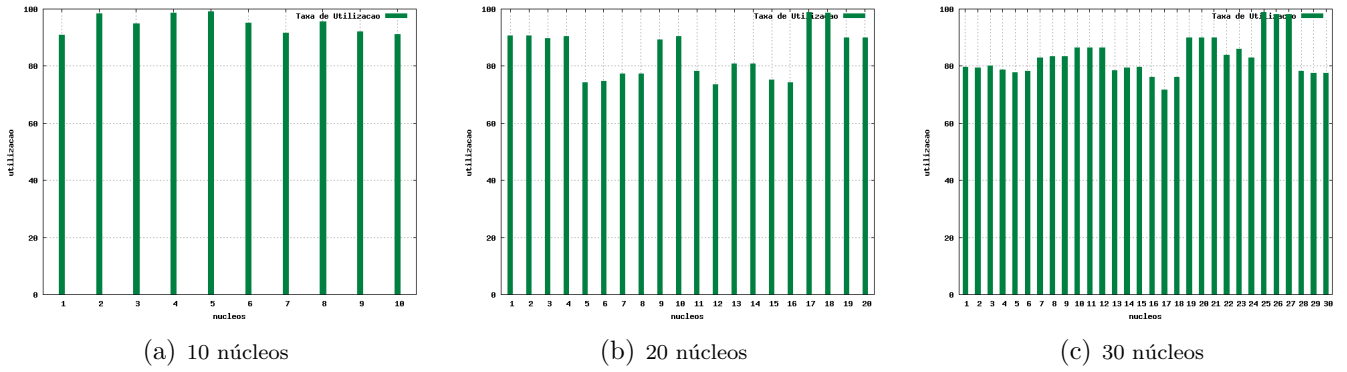 100
80
60
40
20
0
utilizacao
Taxa de Utilizacao
1 2 3 4 5 6 7 8 9 10
nucleos
(a) 10 núcleos
100
80
60
40
20
0
utilizacao
Taxa de Utilizacao
1 2 3 4 5 6 7 8 9 10 11 12 13 14 15 16 17 18 19 20
nucleos
(b) 20 núcleos
100
80
60
40
20
0
utilizacao
Taxa de Utilizacao
1 2 3 4 5 6 7 8 9 10 11 12 13 14 15 16 17 18 19 20 21 22 23 24 25 26 27 28 29 30
nucleos
(c) 30 núcleos